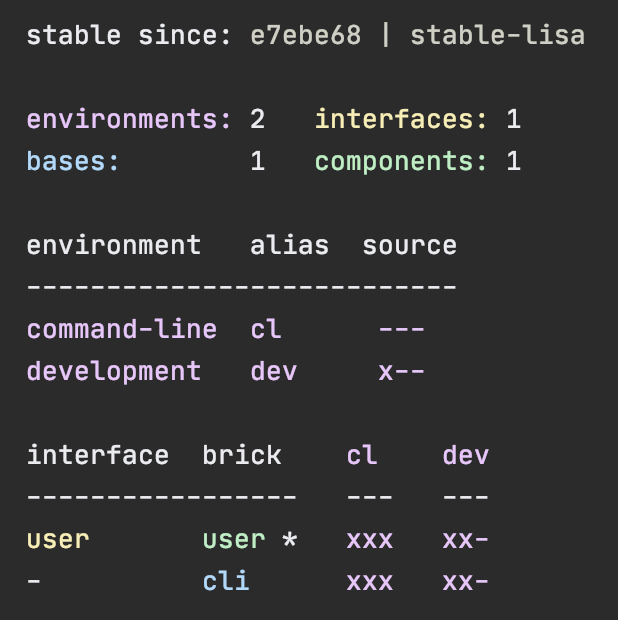 stable since: e7ebe68 | stable-lisa
environments: 2   interfaces: 1
bases:        1   components: 1
environment   alias  source
---------------------------
command-line  cl      ---
development   dev     x--
interface  brick    cl    dev
-----------------   ---   ---
user       user *   xxx   xx-
-          cli      xxx   xx-